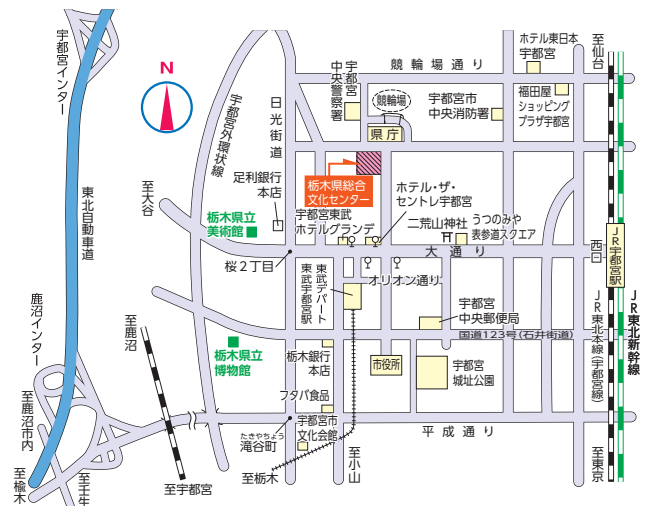 宇都宮インター
N
宇都宮外環状線
日光街道
宇都宮
中央警察署
競輪場通り
競輪場
県庁
宇都宮市
中央消防署
ホテル東日本
宇都宮
福田屋
ショッピング
プラザ宇都宮
至仙台
至大谷
足利銀行
本店
栃木県総合
文化センター
ホテル・ザ・
セントレ宇都宮
栃木県立
美術館
宇都宮東武
ホテルグランデ
二荒山神社
うつのみや
表参道スクエア
大通り
西口
JR宇都宮駅
東北自動車道
桜2丁目
東武デパート
東武宇都宮駅
オリオン通り
宇都宮
中央郵便局
国道123号(石井街道)
JR東北本線(宇都宮線)
JR東北新幹線
鹿沼インター
至鹿沼
栃木県立
博物館
栃木銀行
本店
市役所
宇都宮
城址公園
フタバ食品
至鹿沼市内
たきやちょう
滝谷町
宇都宮市
文化会館
平成通り
至楡木
至壬生
至宇都宮
至栃木
至小山
至東京